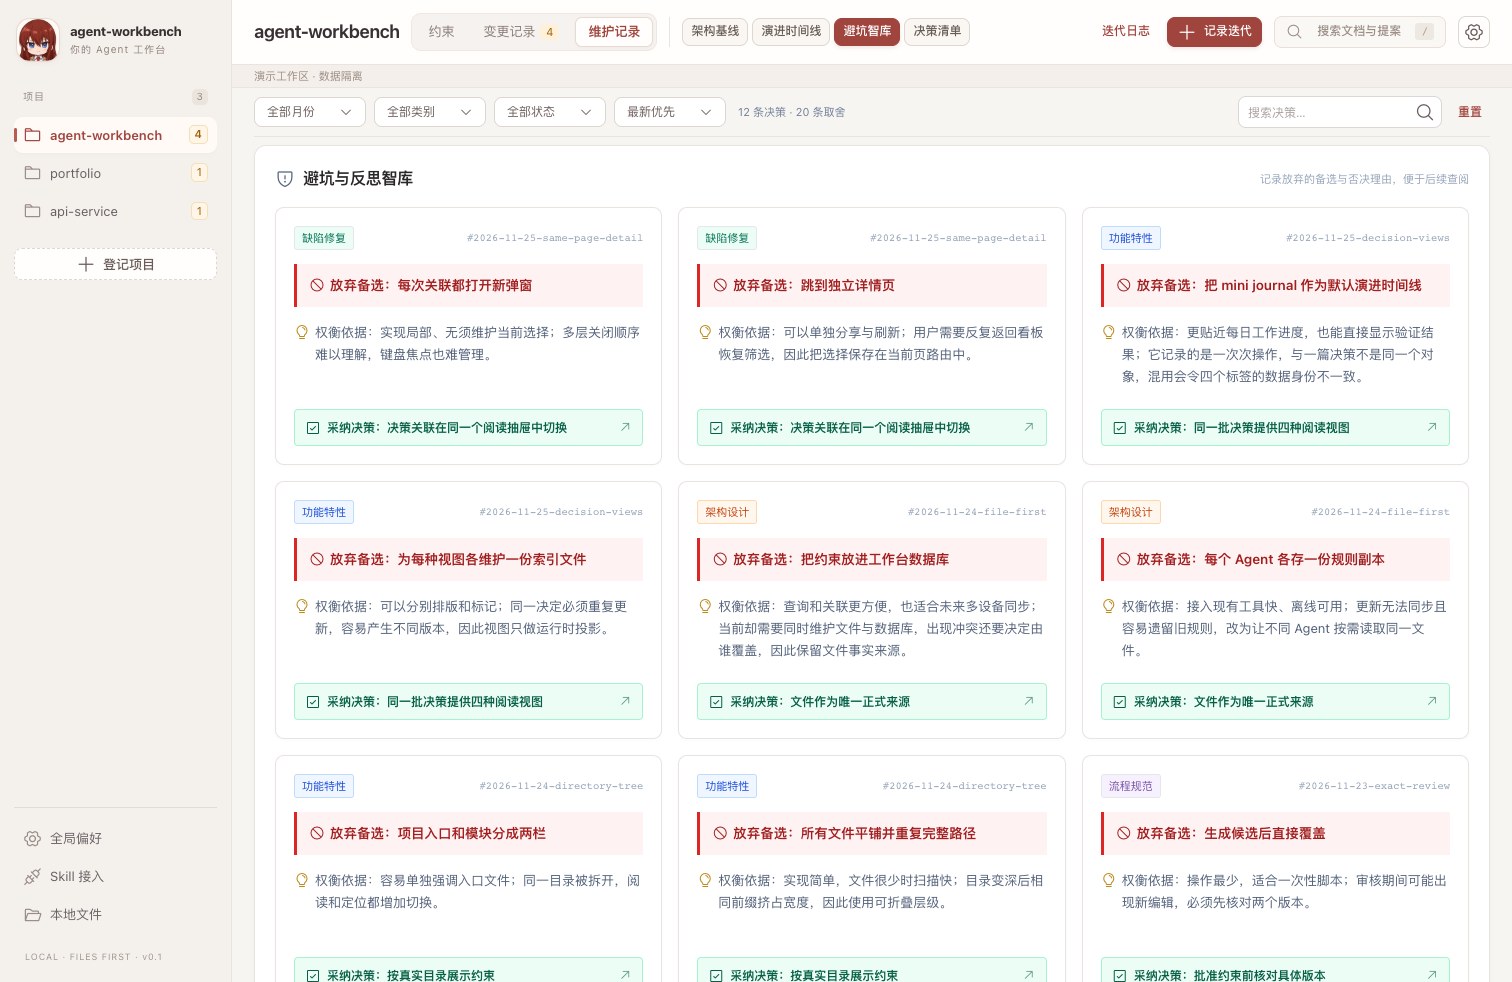 agent-workbench
你的 Agent 工作台
项目
3
agent-workbench
4
portfolio
1
api-service
1
登记项目
全局偏好
Skill 接入
本地文件
LOCAL · FILES FIRST · v0.1
agent-workbench
约束
变更记录 4
维护记录
架构基线
演进时间线
避坑智库
决策清单
迭代日志
记录迭代
搜索文档与提案 /
演示工作区 · 数据隔离
全部月份
全部类别
全部状态
最新优先
12 条决策 · 20 条取舍
搜索决策...
重置
避坑与反思智库
记录放弃的备选与否决理由，便于后续查阅
缺陷修复
#2026-11-25-same-page-detail
放弃备选：每次关联都打开新弹窗
权衡依据：实现局部、无须维护当前选择；多层关闭顺序
难以理解，键盘焦点也难管理。
采纳决策：决策关联在同一个阅读抽屉中切换
缺陷修复
#2026-11-25-same-page-detail
放弃备选：跳到独立详情页
权衡依据：可以单独分享与刷新；用户需要反复返回看板
恢复筛选，因此把选择保存在当前页路由中。
采纳决策：决策关联在同一个阅读抽屉中切换
功能特性
#2026-11-25-decision-views
放弃备选：把 mini journal 作为默认演进时间线
权衡依据：更贴近每日工作进度，也能直接显示验证结
果；它记录的是一次次操作，与一篇决策不是同一个对
象，混用会令四个标签的数据身份不一致。
采纳决策：同一批决策提供四种阅读视图
功能特性
#2026-11-25-decision-views
放弃备选：为每种视图各维护一份索引文件
权衡依据：可以分别排版和标记；同一决定必须重复更
新，容易产生不同版本，因此视图只做运行时投影。
采纳决策：同一批决策提供四种阅读视图
架构设计
#2026-11-24-file-first
放弃备选：把约束放进工作台数据库
权衡依据：查询和关联更方便，也适合未来多设备同步；
当前却需要同时维护文件与数据库，出现冲突还要决定由
谁覆盖，因此保留文件事实来源。
采纳决策：文件作为唯一正式来源
架构设计
#2026-11-24-file-first
放弃备选：每个 Agent 各存一份规则副本
权衡依据：接入现有工具快、离线可用；更新无法同步且
容易遗留旧规则，改为让不同 Agent 按需读取同一文
件。
采纳决策：文件作为唯一正式来源
功能特性
#2026-11-24-directory-tree
放弃备选：项目入口和模块分成两栏
权衡依据：容易单独强调入口文件；同一目录被拆开，阅
读和定位都增加切换。
采纳决策：按真实目录展示约束
功能特性
#2026-11-24-directory-tree
放弃备选：所有文件平铺并重复完整路径
权衡依据：实现简单，文件很少时扫描快；目录变深后相
同前缀挤占宽度，因此使用可折叠层级。
采纳决策：按真实目录展示约束
流程规范
#2026-11-23-exact-review
放弃备选：生成候选后直接覆盖
权衡依据：操作最少，适合一次性脚本；审核期间可能出
现新编辑，必须先核对两个版本。
采纳决策：批准约束前核对具体版本